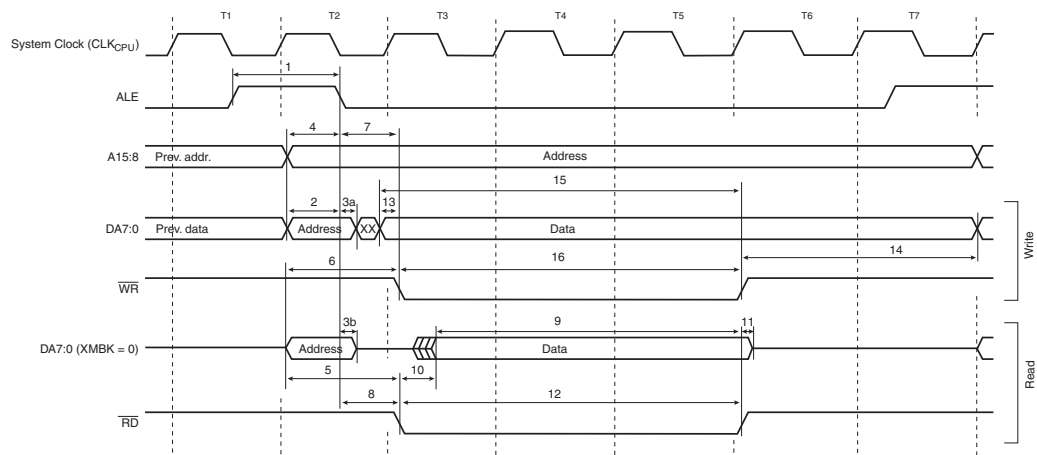 T1 T2 T3 T4 T5 T6 T7
System Clock (CLKCPU)
1
ALE
4 7
A15:8 Prev. addr. Address
15
2 3a 13
DA7:0 Prev. data Address XX Data
6 16 14
WR
Write
3b 9 11
DA7:0 (XMBK = 0) Address Data
5 10
8 12
RD
Read